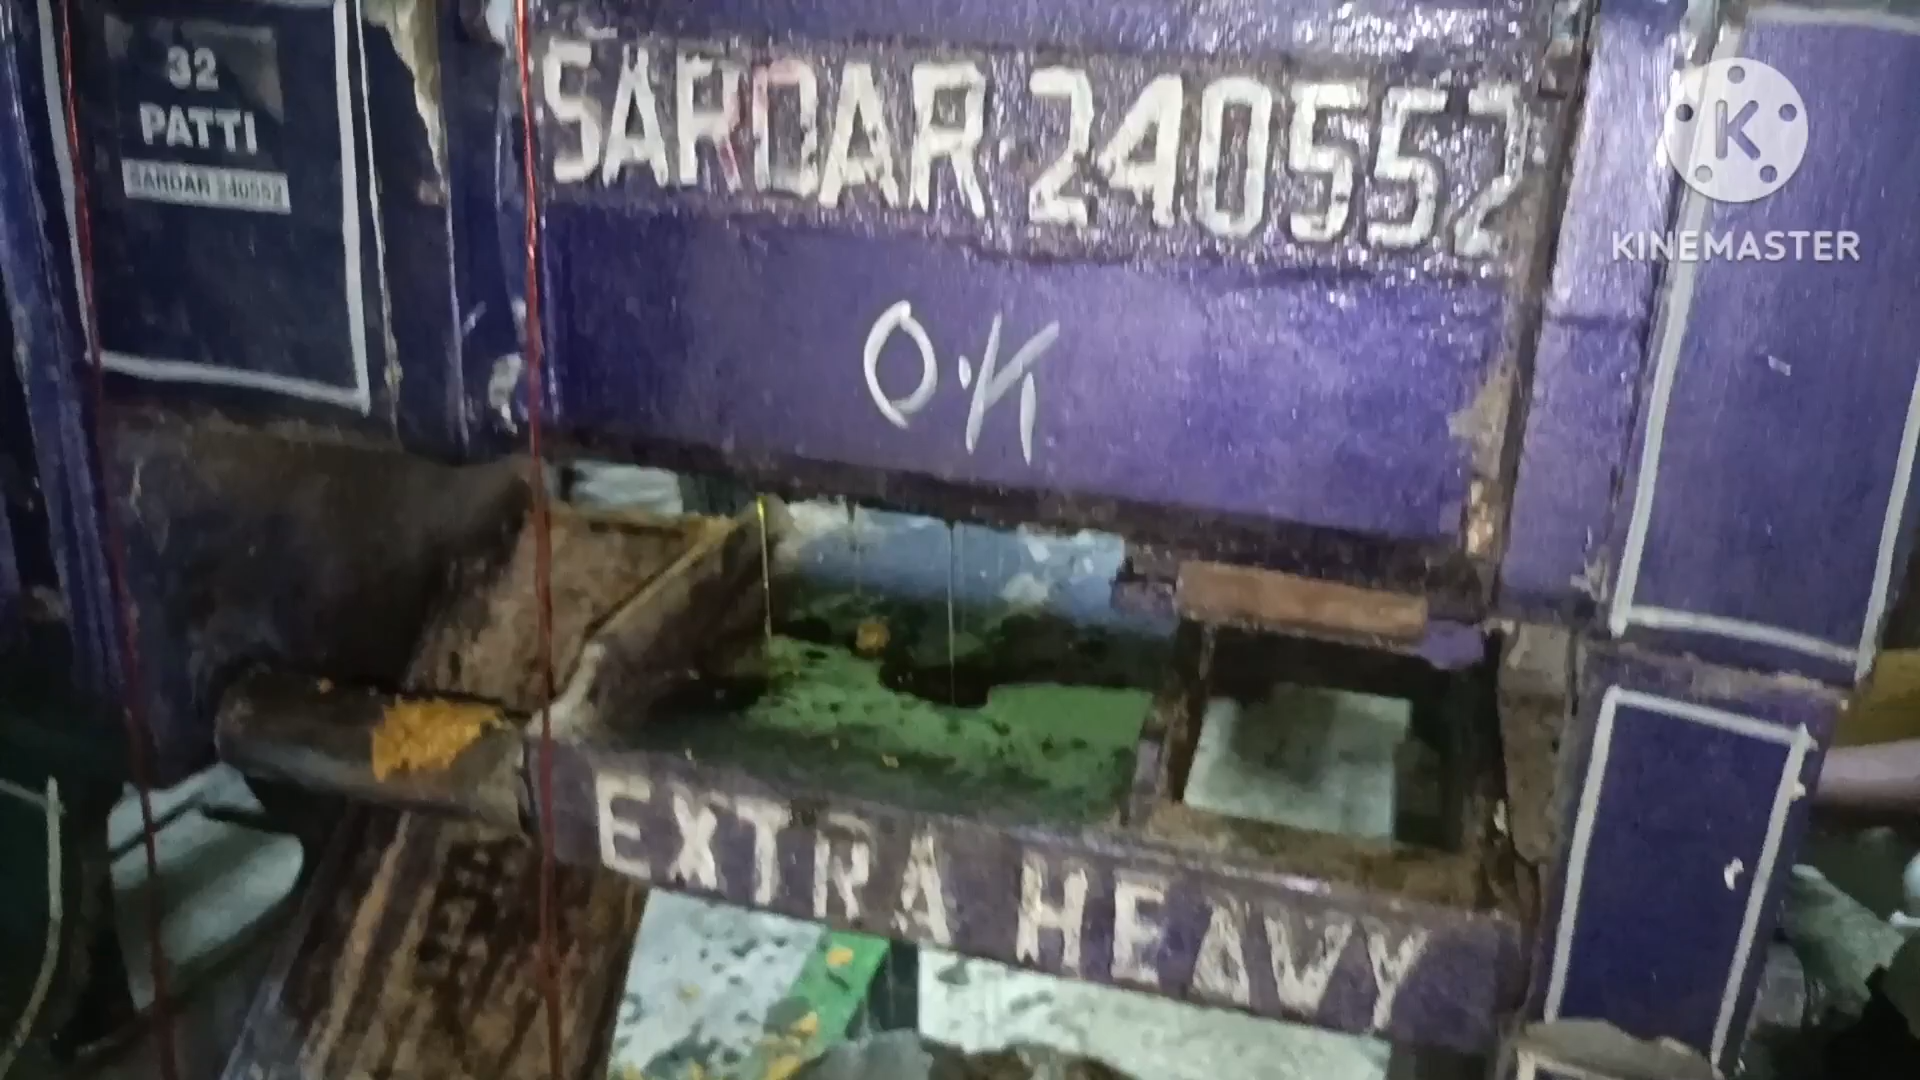 32
PATTI
SARDAR 240552
SARDAR 240552
O.K
EXTRA HEAVY
K
KINEMASTER